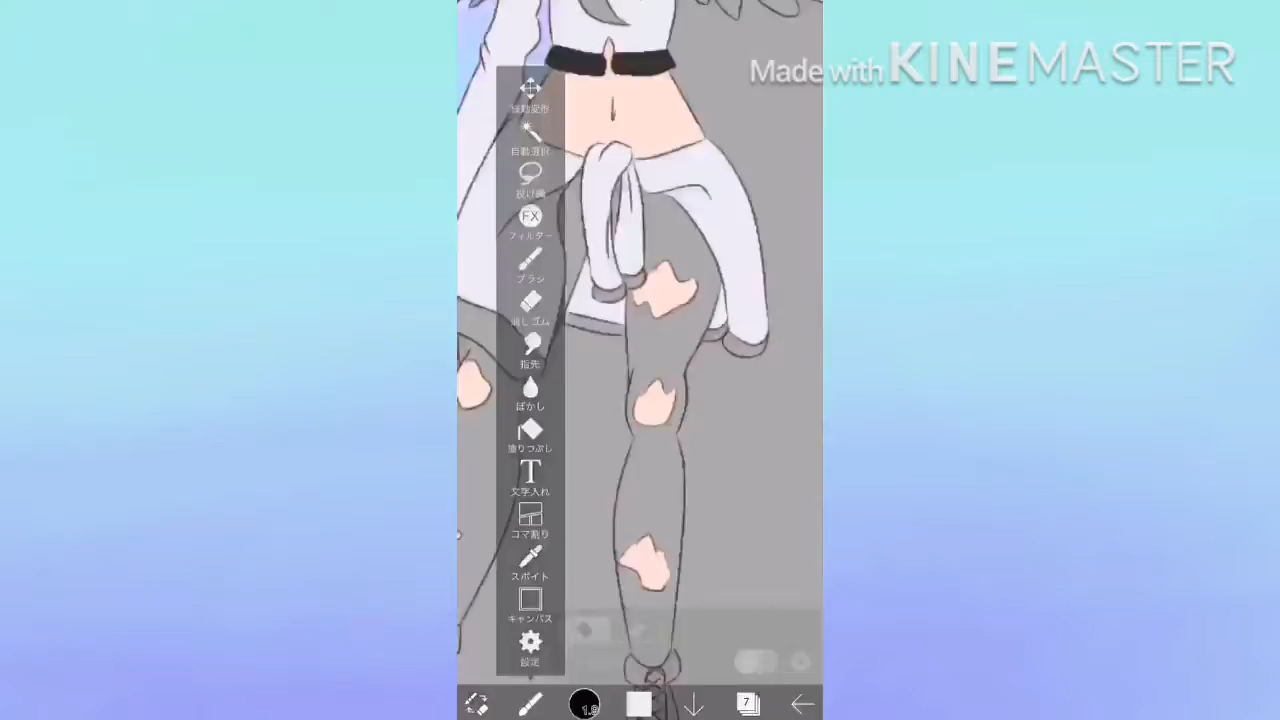 Made with KINEMASTER
移動変形
自動選択
投げ縄
FX
フィルター
ブラシ
消しゴム
指先
ぼかし
塗りつぶし
T
文字入れ
コマ割り
スポイト
キャンバス
設定
1.9
7